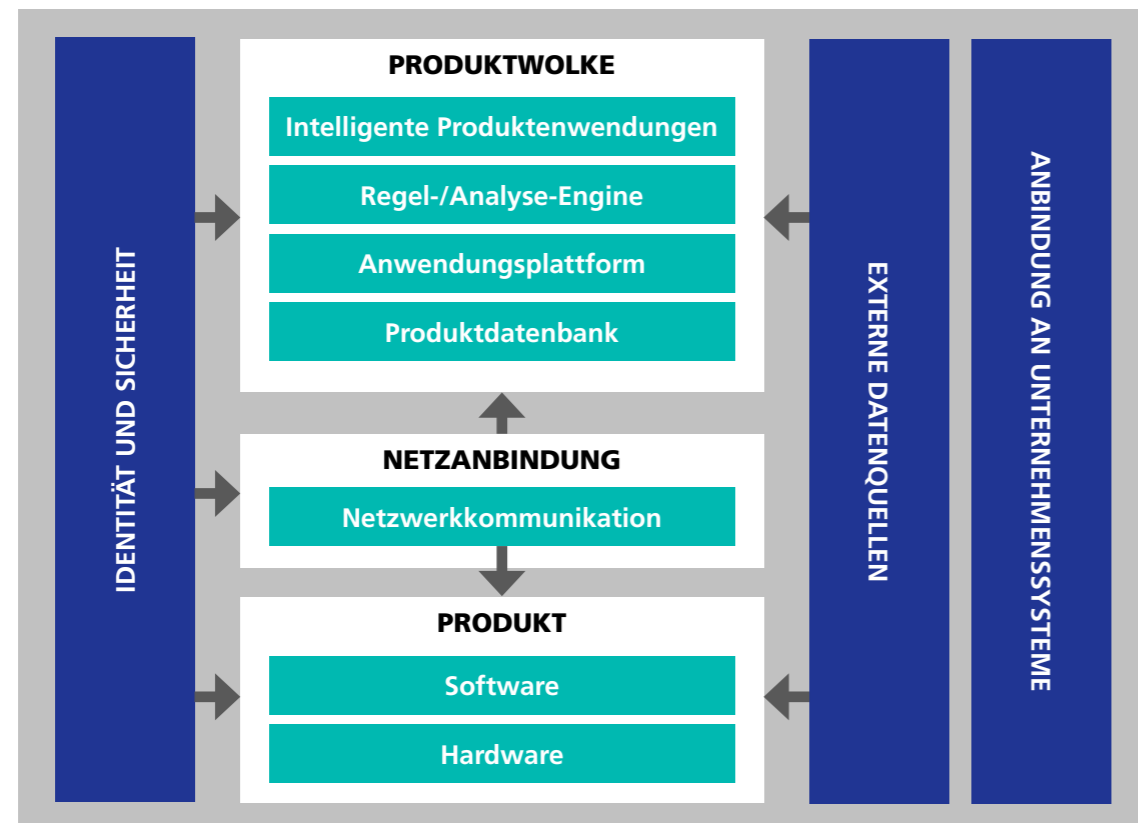 IDENTITÄT UND SICHERHEIT
PRODUKTWOLKE
Intelligente Produktenwendungen
Regel-/Analyse-Engine
Anwendungsplattform
Produktdatenbank
NETZANBINDUNG
Netzwerkkommunikation
PRODUKT
Software
Hardware
EXTERNE DATENQUELLEN
ANBINDUNG AN UNTERNEHMENSSYSTEME